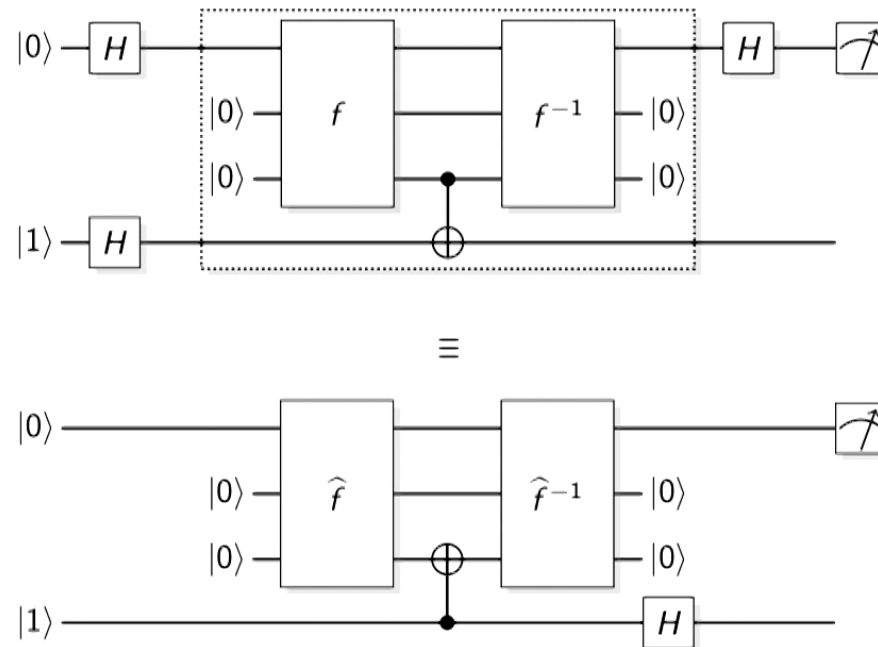 |0⟩ H H
|0⟩ f f⁻¹ |0⟩
|0⟩ |0⟩
|1⟩ H
≡
|0⟩
|0⟩ f̂ f̂⁻¹ |0⟩
|0⟩ |0⟩
|1⟩ H